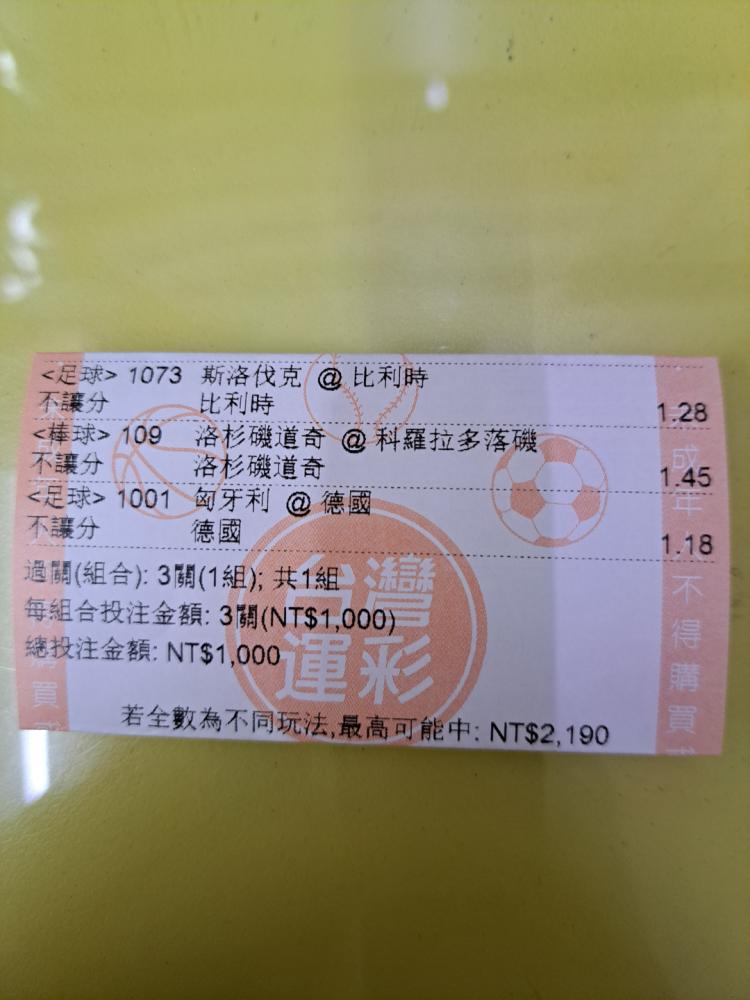 <足球> 1073 斯洛伐克 @ 比利時
不讓分 比利時 1.28
<棒球> 109 洛杉磯道奇 @ 科羅拉多落磯
不讓分 洛杉磯道奇 1.45
<足球> 1001 匈牙利 @ 德國
不讓分 德國 1.18
過關(組合): 3關(1組); 共1組
每組合投注金額: 3關(NT$1,000)
總投注金額: NT$1,000
若全數為不同玩法,最高可能中: NT$2,190
台灣
運彩
成年人不得購買
購買